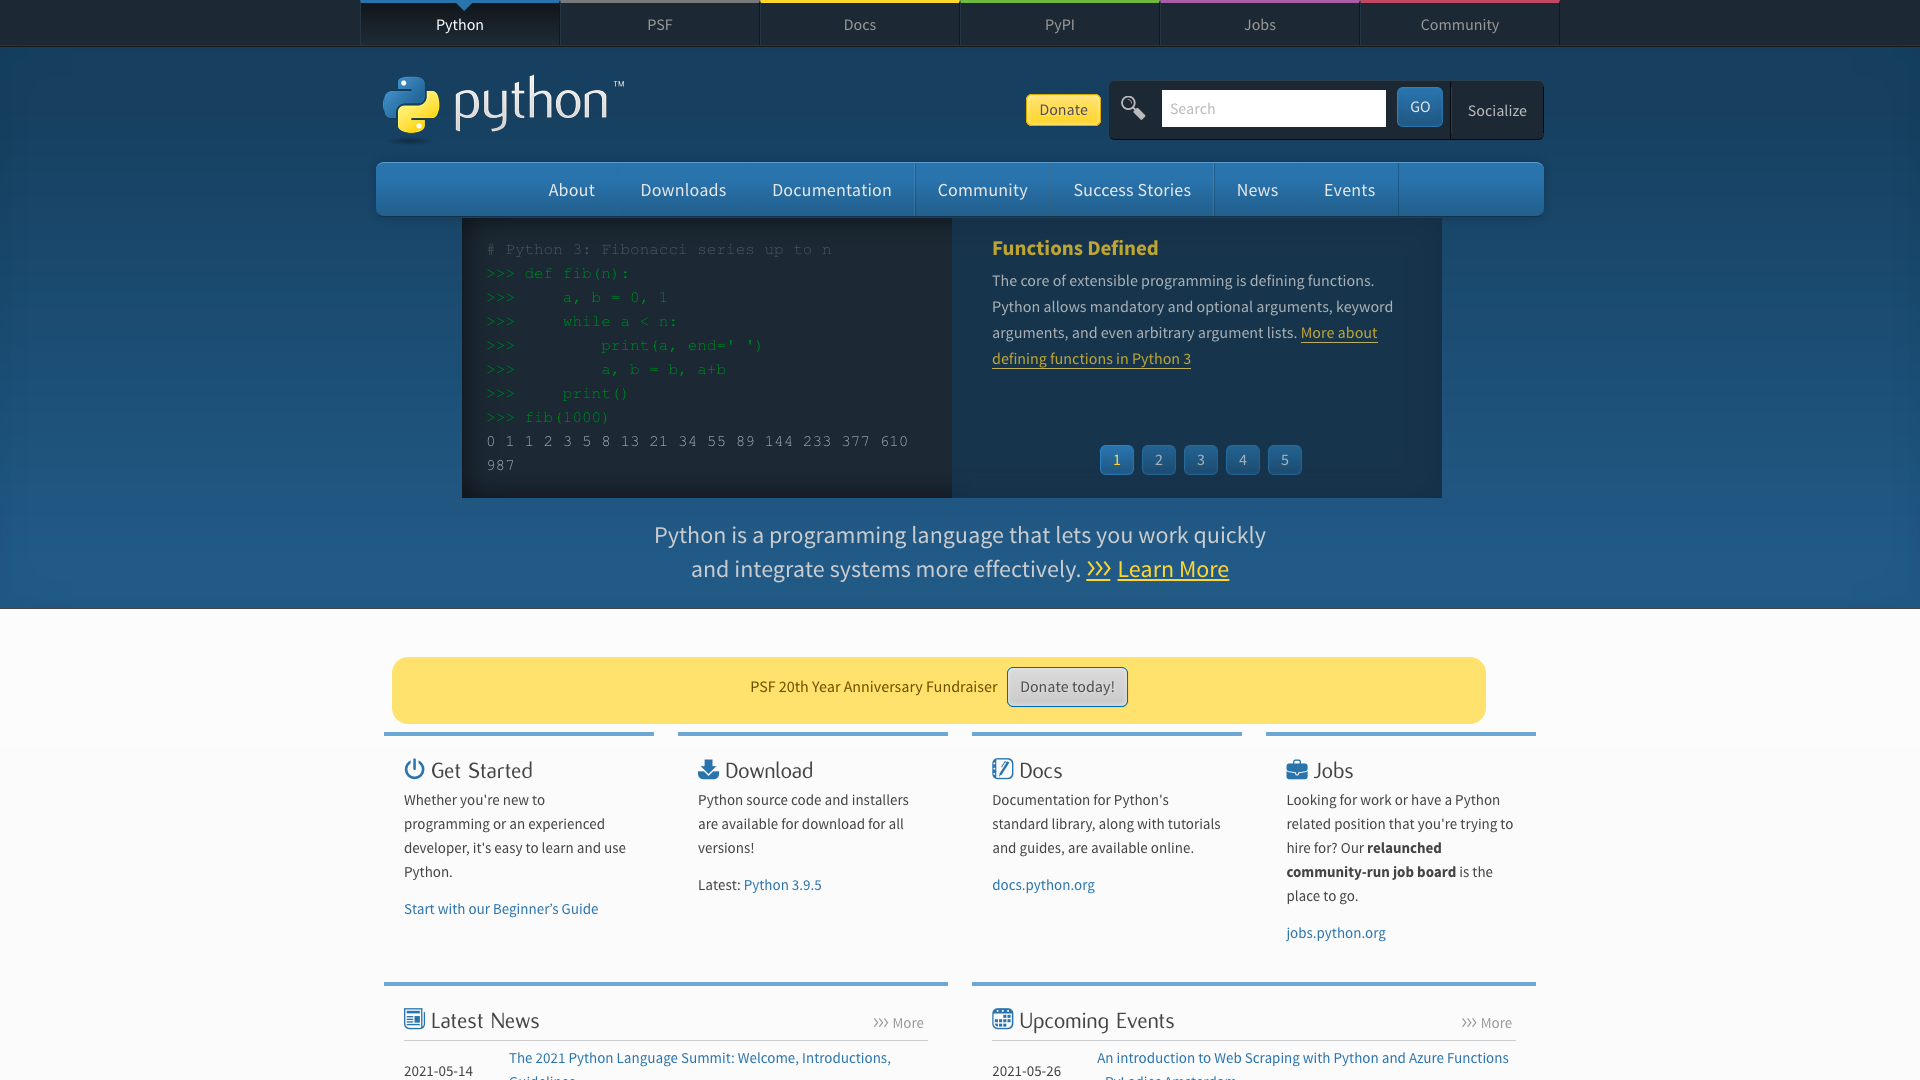 Python
PSF
Docs
PyPI
Jobs
Community
python™
Donate
Search
GO
Socialize
About
Downloads
Documentation
Community
Success Stories
News
Events
# Python 3: Fibonacci series up to n
>>> def fib(n):
>>>     a, b = 0, 1
>>>     while a < n:
>>>         print(a, end=' ')
>>>         a, b = b, a+b
>>>     print()
>>> fib(1000)
0 1 1 2 3 5 8 13 21 34 55 89 144 233 377 610
987
Functions Defined
The core of extensible programming is defining functions.
Python allows mandatory and optional arguments, keyword
arguments, and even arbitrary argument lists. More about
defining functions in Python 3
1
2
3
4
5
Python is a programming language that lets you work quickly
and integrate systems more effectively. >>> Learn More
PSF 20th Year Anniversary Fundraiser
Donate today!
Get Started
Whether you're new to
programming or an experienced
developer, it's easy to learn and use
Python.
Start with our Beginner’s Guide
Download
Python source code and installers
are available for download for all
versions!
Latest: Python 3.9.5
Docs
Documentation for Python's
standard library, along with tutorials
and guides, are available online.
docs.python.org
Jobs
Looking for work or have a Python
related position that you're trying to
hire for? Our relaunched
community-run job board is the
place to go.
jobs.python.org
Latest News
>>> More
2021-05-14
The 2021 Python Language Summit: Welcome, Introductions,
Upcoming Events
>>> More
2021-05-26
An introduction to Web Scraping with Python and Azure Functions